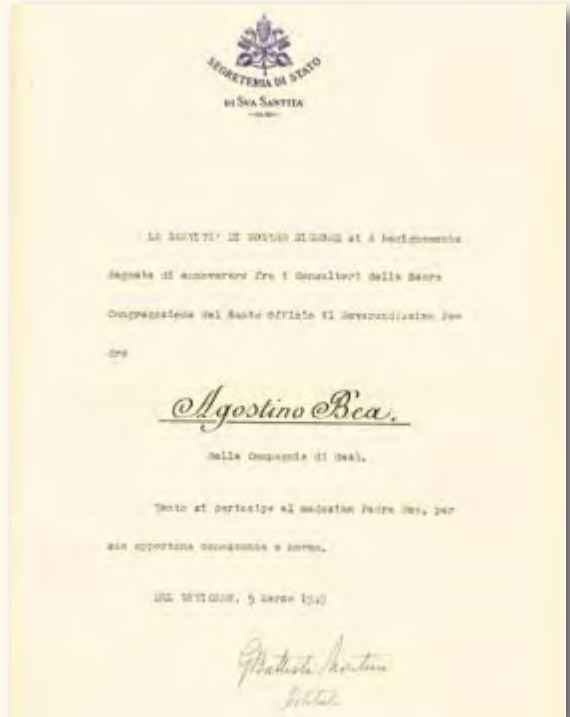 SEGRETERIA DI STATO
DI SUA SANTITÀ
LA SANTITA' DI NOSTRO SIGNORE si è benignamente
degnata di annoverare fra i Consultori della Sacra
Congregazione del Santo Offizio il Reverendissimo Pa-
dre
Agostino Bea.
della Compagnia di Gesù.
Tanto si partecipa al medesimo Padre Bea, per
sua opportuna conoscenza e norma.
DAL VATICANO, 5 Marzo
G Battista Montini